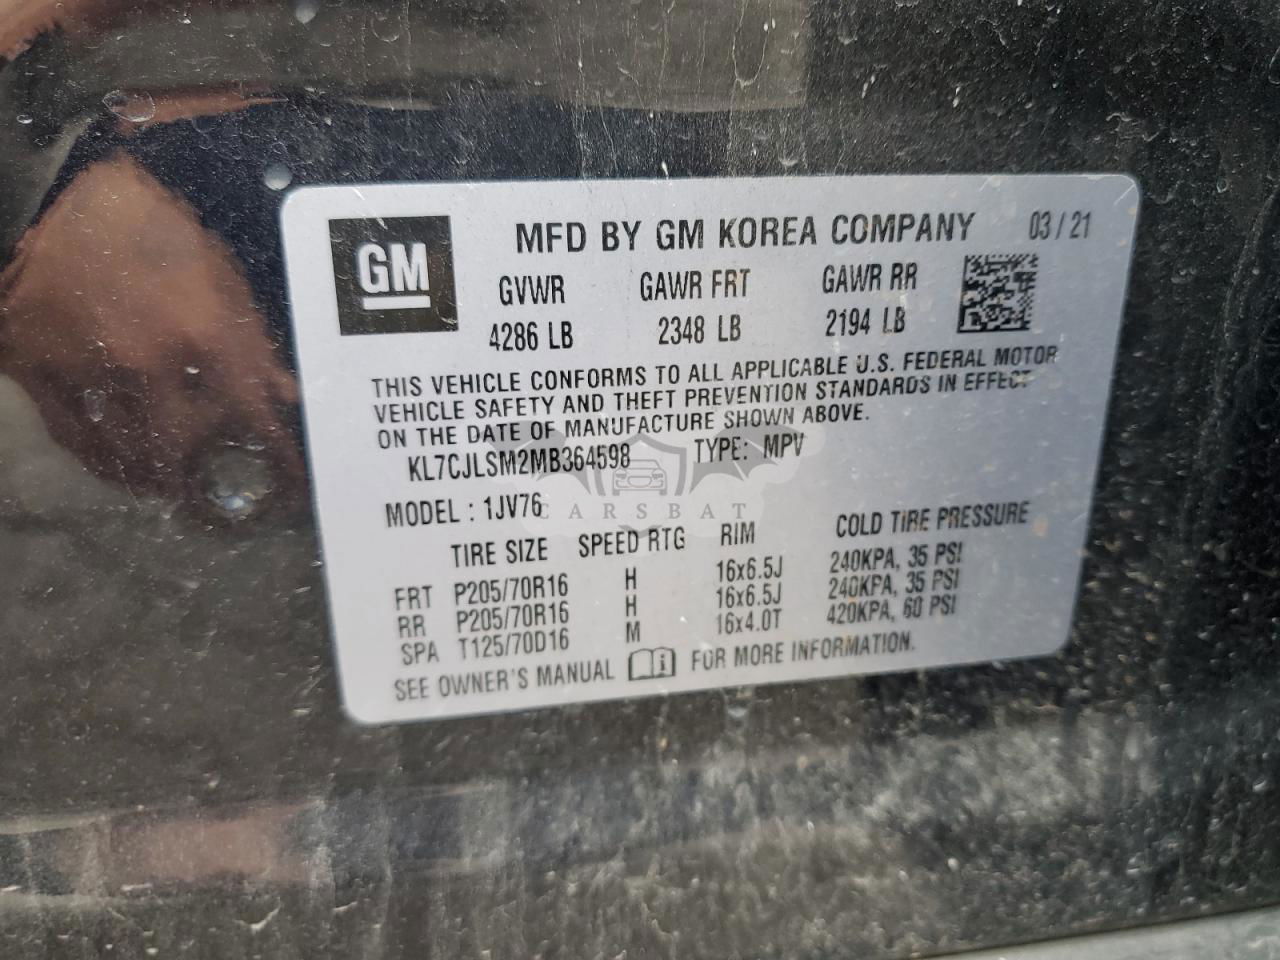 GM
MFD BY GM KOREA COMPANY 03/21
GVWR GAWR FRT GAWR RR
4286 LB 2348 LB 2194 LB
THIS VEHICLE CONFORMS TO ALL APPLICABLE U.S. FEDERAL MOTOR
VEHICLE SAFETY AND THEFT PREVENTION STANDARDS IN EFFECT
ON THE DATE OF MANUFACTURE SHOWN ABOVE.
KL7CJLSM2MB364598 TYPE: MPV
MODEL : 1JV76
CARSBAT
TIRE SIZE SPEED RTG RIM COLD TIRE PRESSURE
FRT P205/70R16 H 16x6.5J 240KPA, 35 PSI
RR P205/70R16 H 16x6.5J 240KPA, 35 PSI
SPA T125/70D16 M 16x4.0T 420KPA, 60 PSI
SEE OWNER'S MANUAL i FOR MORE INFORMATION.